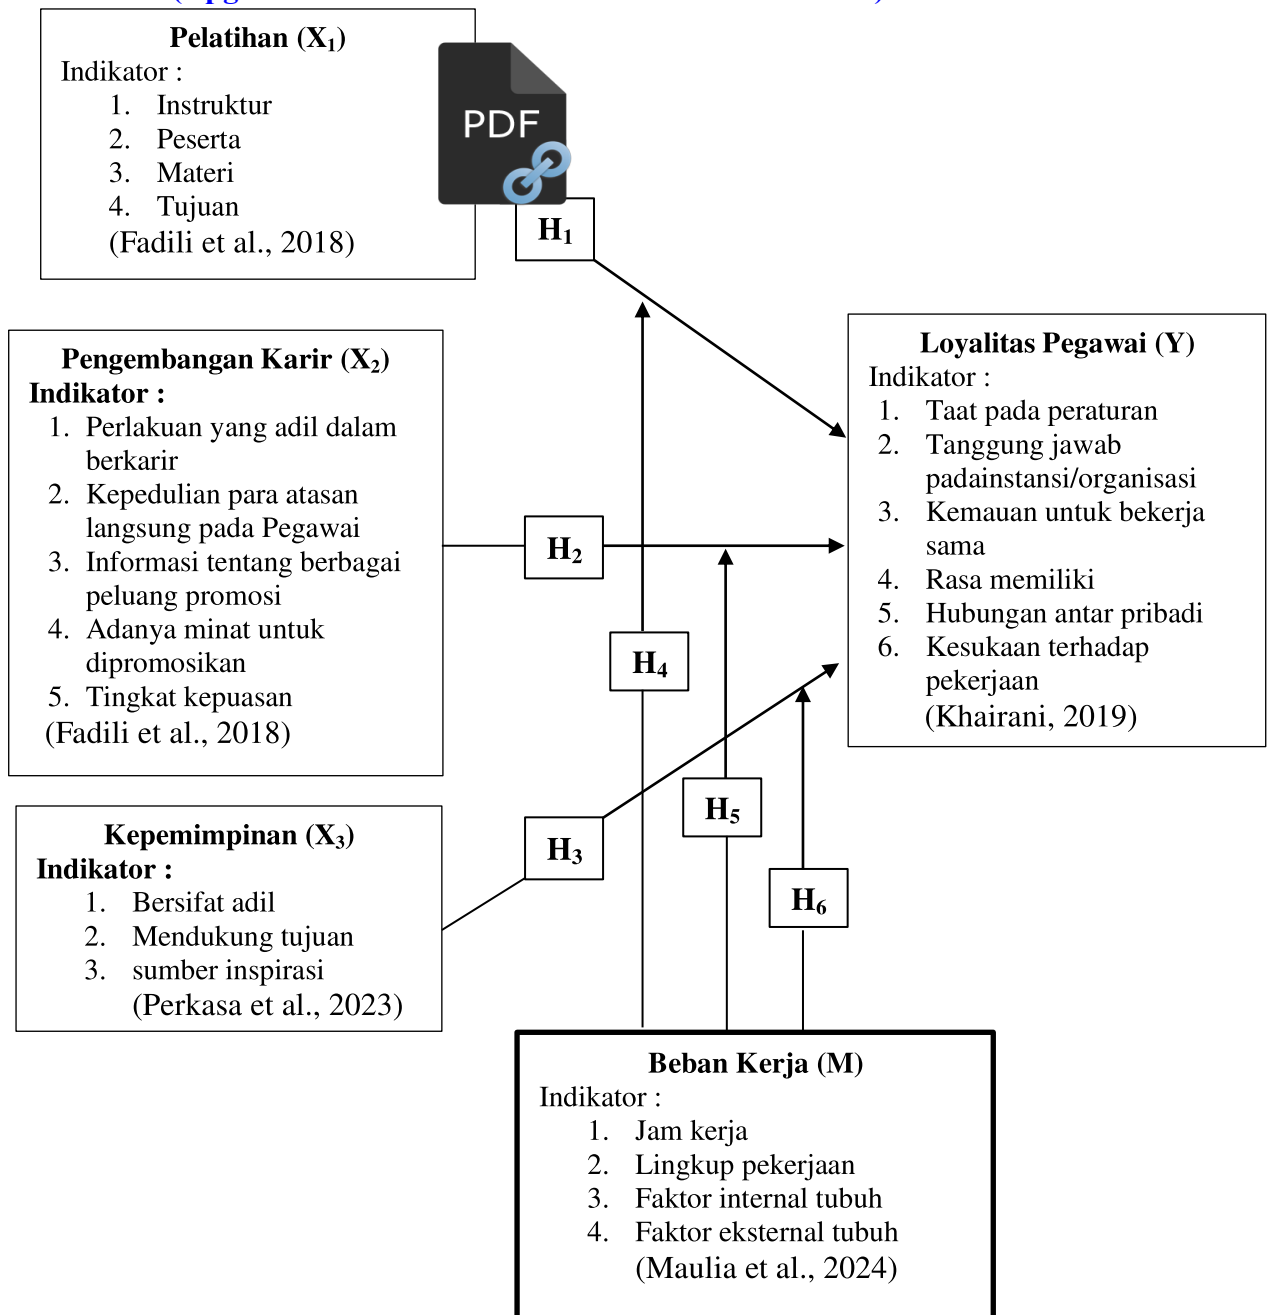 Pelatihan (X1)
Indikator :
1. Instruktur
2. Peserta
3. Materi
4. Tujuan
(Fadili et al., 2018)
PDF
H1
Pengembangan Karir (X2)
Indikator :
1. Perlakuan yang adil dalam
berkarir
2. Kepedulian para atasan
langsung pada Pegawai
3. Informasi tentang berbagai
peluang promosi
4. Adanya minat untuk
dipromosikan
5. Tingkat kepuasan
(Fadili et al., 2018)
H2
H4
Loyalitas Pegawai (Y)
Indikator :
1. Taat pada peraturan
2. Tanggung jawab
padainstansi/organisasi
3. Kemauan untuk bekerja
sama
4. Rasa memiliki
5. Hubungan antar pribadi
6. Kesukaan terhadap
pekerjaan
(Khairani, 2019)
Kepemimpinan (X3)
Indikator :
1. Bersifat adil
2. Mendukung tujuan
3. sumber inspirasi
(Perkasa et al., 2023)
H3
H5
H6
Beban Kerja (M)
Indikator :
1. Jam kerja
2. Lingkup pekerjaan
3. Faktor internal tubuh
4. Faktor eksternal tubuh
(Maulia et al., 2024)